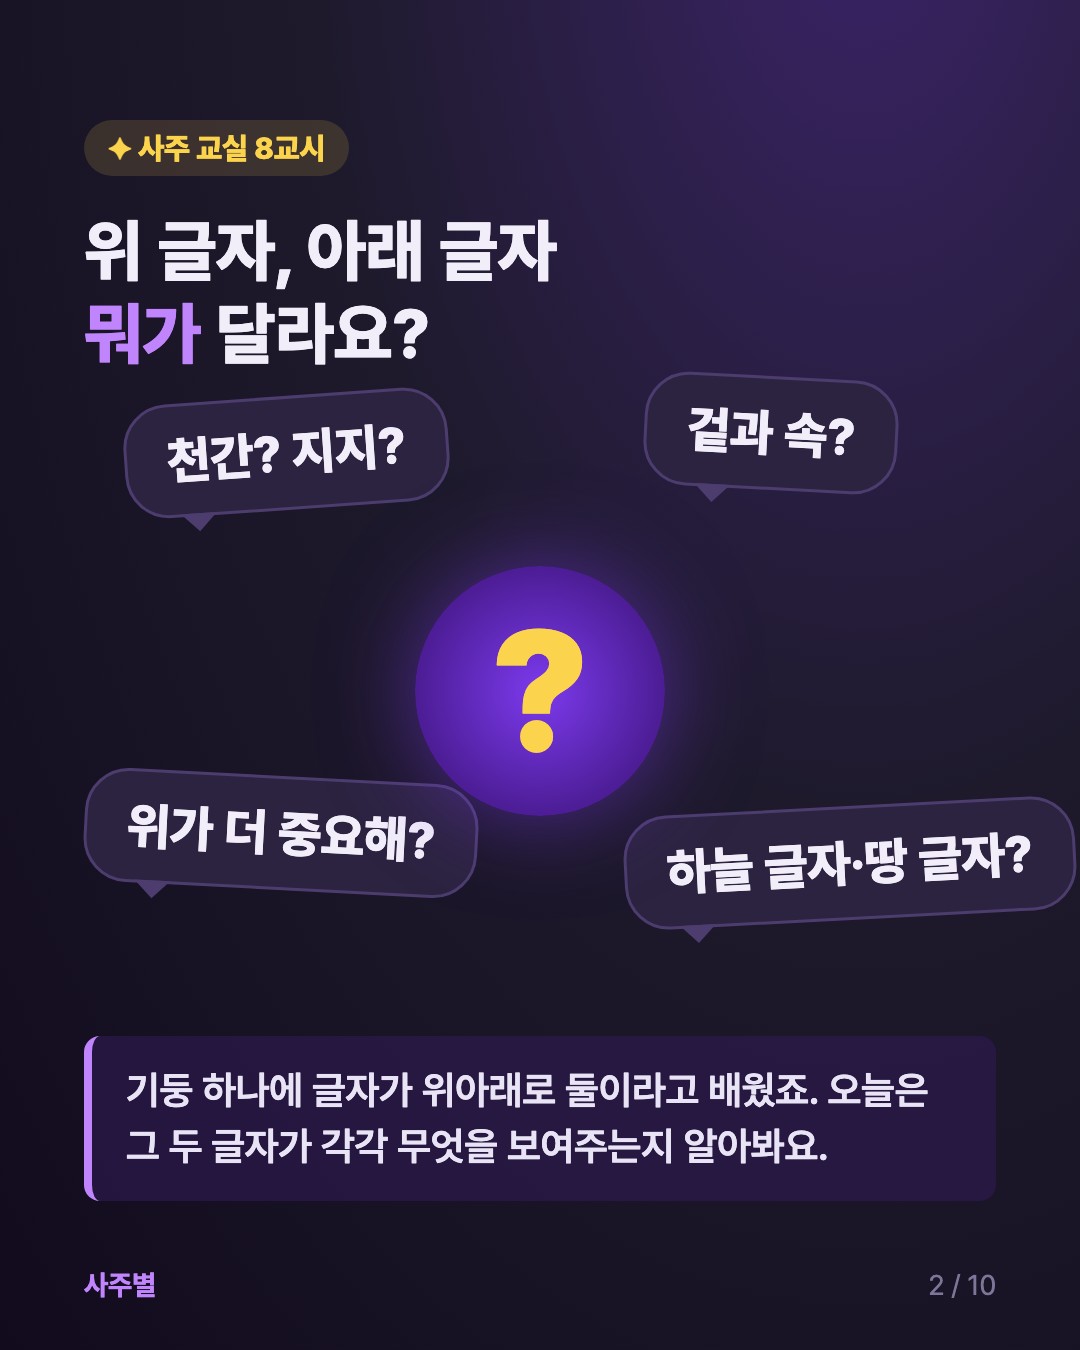 ✦ 사주 교실 8교시
위 글자, 아래 글자
뭐가 달라요?
천간? 지지?
겉과 속?
?
위가 더 중요해?
하늘 글자·땅 글자?
기둥 하나에 글자가 위아래로 둘이라고 배웠죠. 오늘은
그 두 글자가 각각 무엇을 보여주는지 알아봐요.
사주별
2 / 10